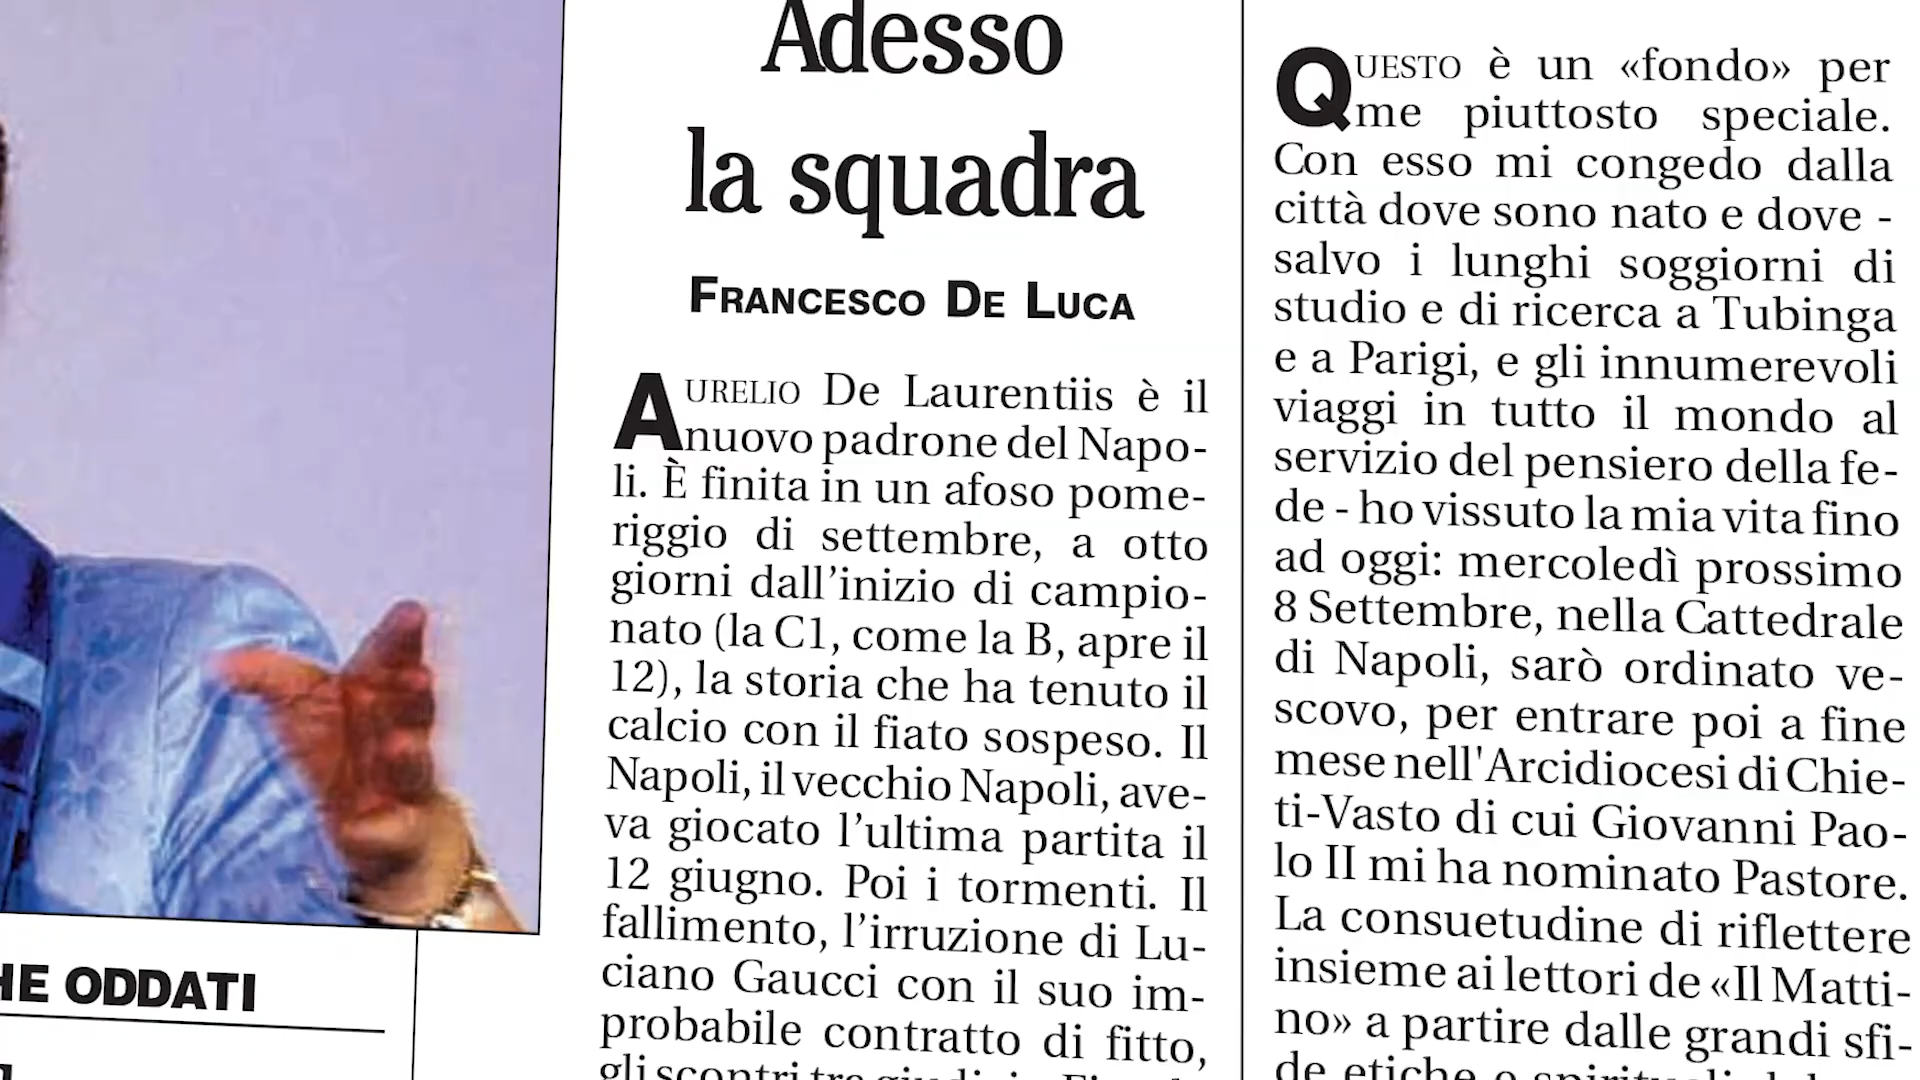 HE ODDATI
Adesso
la squadra
FRANCESCO DE LUCA
AURELIO De Laurentiis è il
nuovo padrone del Napo-
li. È finita in un afoso pome-
riggio di settembre, a otto
giorni dall’inizio di campio-
nato (la C1, come la B, apre il
12), la storia che ha tenuto il
calcio con il fiato sospeso. Il
Napoli, il vecchio Napoli, ave-
va giocato l’ultima partita il
12 giugno. Poi i tormenti. Il
fallimento, l’irruzione di Lu-
ciano Gaucci con il suo im-
probabile contratto di fitto,
gli scontri tra
QUESTO è un «fondo» per
me piuttosto speciale.
Con esso mi congedo dalla
città dove sono nato e dove -
salvo i lunghi soggiorni di
studio e di ricerca a Tubinga
e a Parigi, e gli innumerevoli
viaggi in tutto il mondo al
servizio del pensiero della fe-
de - ho vissuto la mia vita fino
ad oggi: mercoledì prossimo
8 Settembre, nella Cattedrale
di Napoli, sarò ordinato ve-
scovo, per entrare poi a fine
mese nell'Arcidiocesi di Chie-
ti-Vasto di cui Giovanni Pao-
lo II mi ha nominato Pastore.
La consuetudine di riflettere
insieme ai lettori de «Il Matti-
no» a partire dalle grandi sfi-
de etiche e spirituali